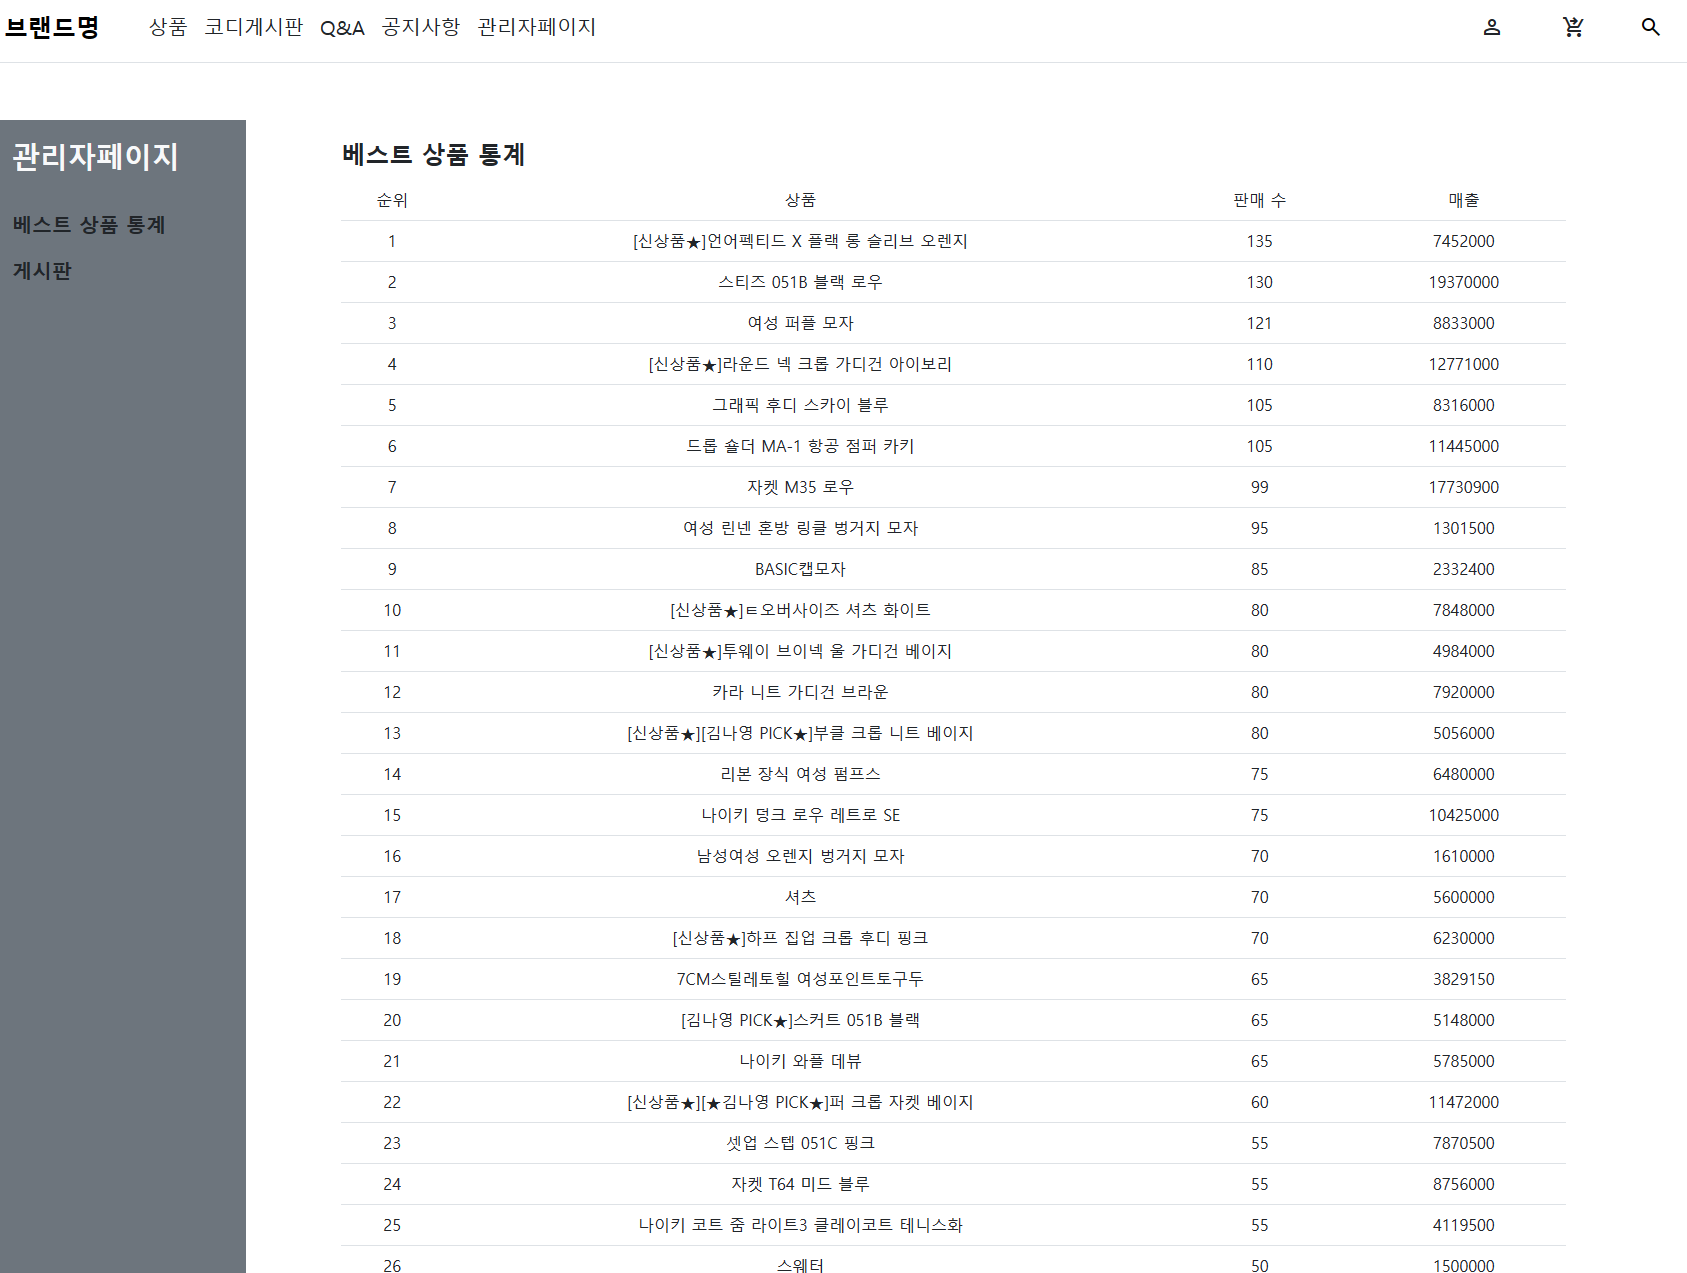 브랜드명 상품 코디게시판 Q&A 공지사항 관리자페이지
관리자페이지
베스트 상품 통계
게시판
베스트 상품 통계
순위 상품 판매 수 매출
1 [신상품★]언어펙티드 X 플랙 롱 슬리브 오렌지 135 7452000
2 스티즈 051B 블랙 로우 130 19370000
3 여성 퍼플 모자 121 8833000
4 [신상품★]라운드 넥 크롭 가디건 아이보리 110 12771000
5 그래픽 후디 스카이 블루 105 8316000
6 드롭 숄더 MA-1 항공 점퍼 카키 105 11445000
7 자켓 M35 로우 99 17730900
8 여성 린넨 혼방 링클 벙거지 모자 95 1301500
9 BASIC캡모자 85 2332400
10 [신상품★]ㅌ오버사이즈 셔츠 화이트 80 7848000
11 [신상품★]투웨이 브이넥 울 가디건 베이지 80 4984000
12 카라 니트 가디건 브라운 80 7920000
13 [신상품★][김나영 PICK★]부클 크롭 니트 베이지 80 5056000
14 리본 장식 여성 펌프스 75 6480000
15 나이키 덩크 로우 레트로 SE 75 10425000
16 남성여성 오렌지 벙거지 모자 70 1610000
17 셔츠 70 5600000
18 [신상품★]하프 집업 크롭 후디 핑크 70 6230000
19 7CM스틸레토힐 여성포인트토구두 65 3829150
20 [김나영 PICK★]스커트 051B 블랙 65 5148000
21 나이키 와플 데뷰 65 5785000
22 [신상품★][★김나영 PICK★]퍼 크롭 자켓 베이지 60 11472000
23 셋업 스텝 051C 핑크 55 7870500
24 자켓 T64 미드 블루 55 8756000
25 나이키 코트 줌 라이트3 클레이코트 테니스화 55 4119500
26 스웨터 50 1500000